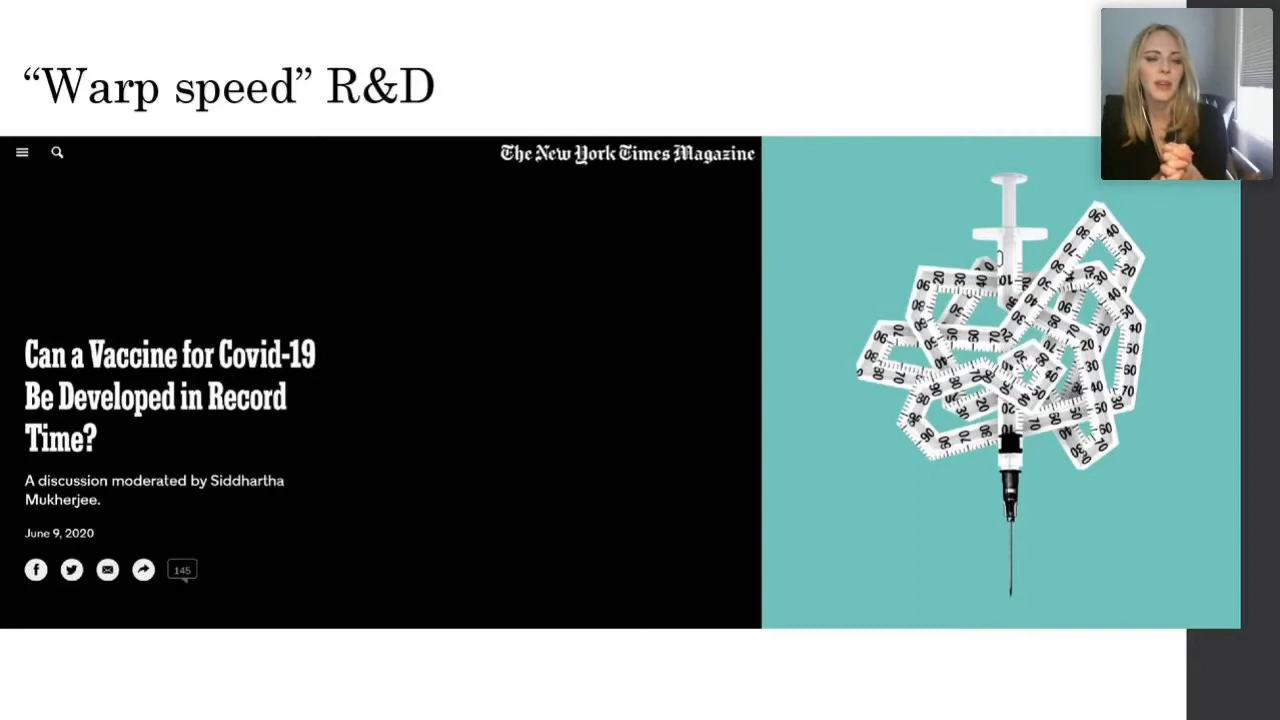 “Warp speed” R&D
The New York Times Magazine
Can a Vaccine for Covid-19
Be Developed in Record
Time?
A discussion moderated by Siddhartha
Mukherjee.
June 9, 2020
145